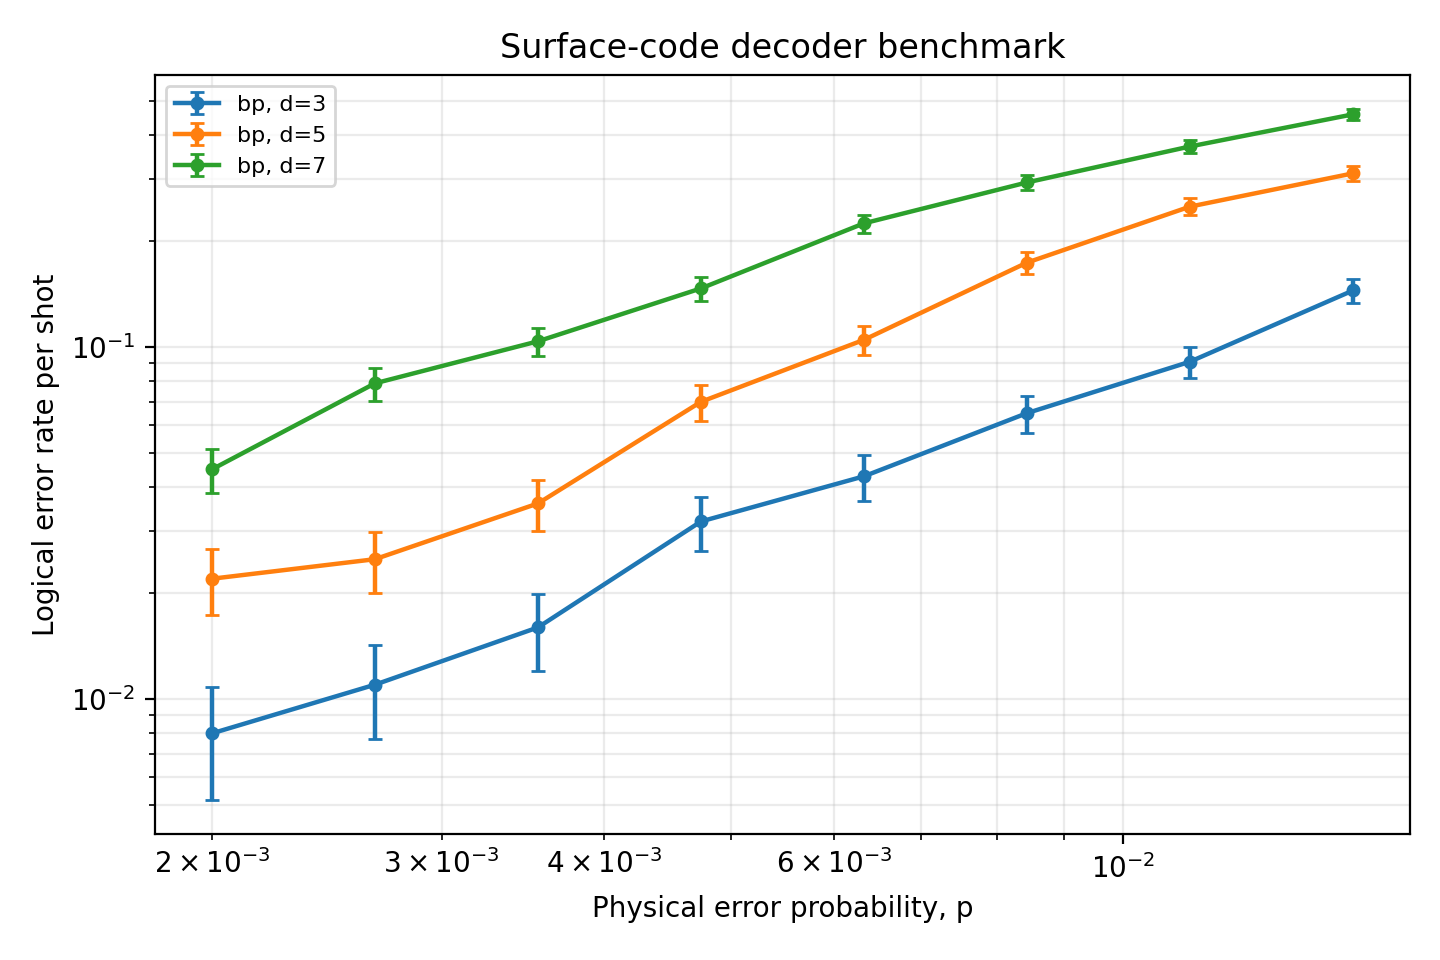 Surface-code decoder benchmark
bp, d=3
bp, d=5
bp, d=7
Logical error rate per shot
10⁻¹
10⁻²
2 × 10⁻³
3 × 10⁻³
4 × 10⁻³
6 × 10⁻³
10⁻²
Physical error probability, p